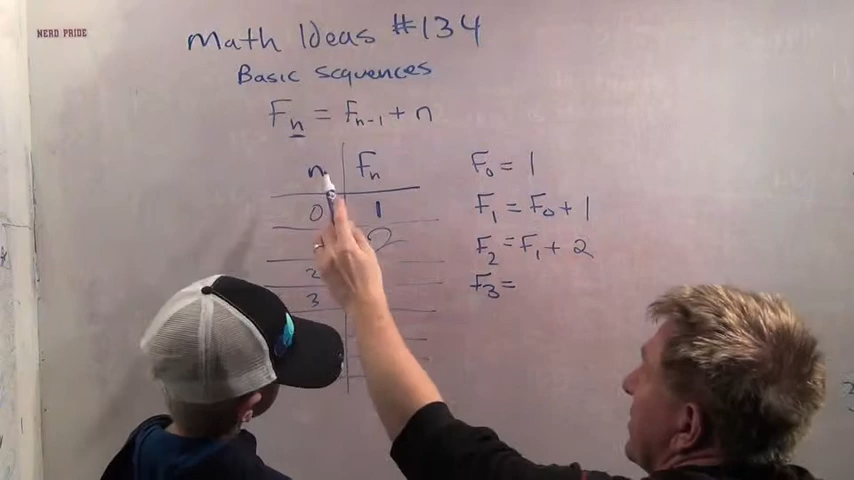 NERD PRIDE
Math Ideas #134
Basic sequences
Fn = Fn-1 + n
n Fn
0 1
2
2
3
F0 = 1
F1 = F0 + 1
F2 = F1 + 2
F3 =